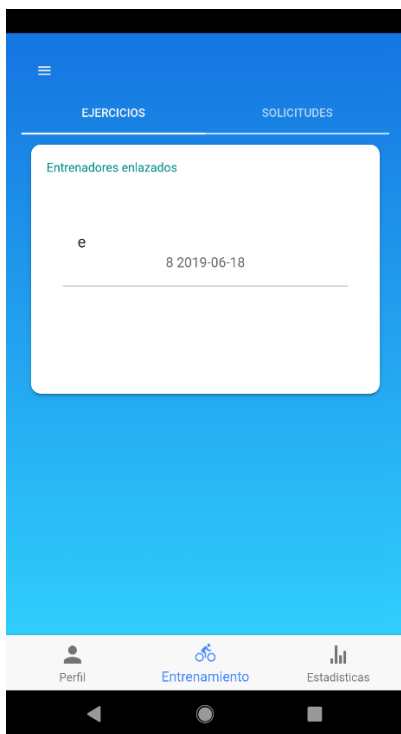 EJERCICIOS SOLICITUDES
Entrenadores enlazados
e
8 2019-06-18
Perfil Entrenamiento Estadisticas